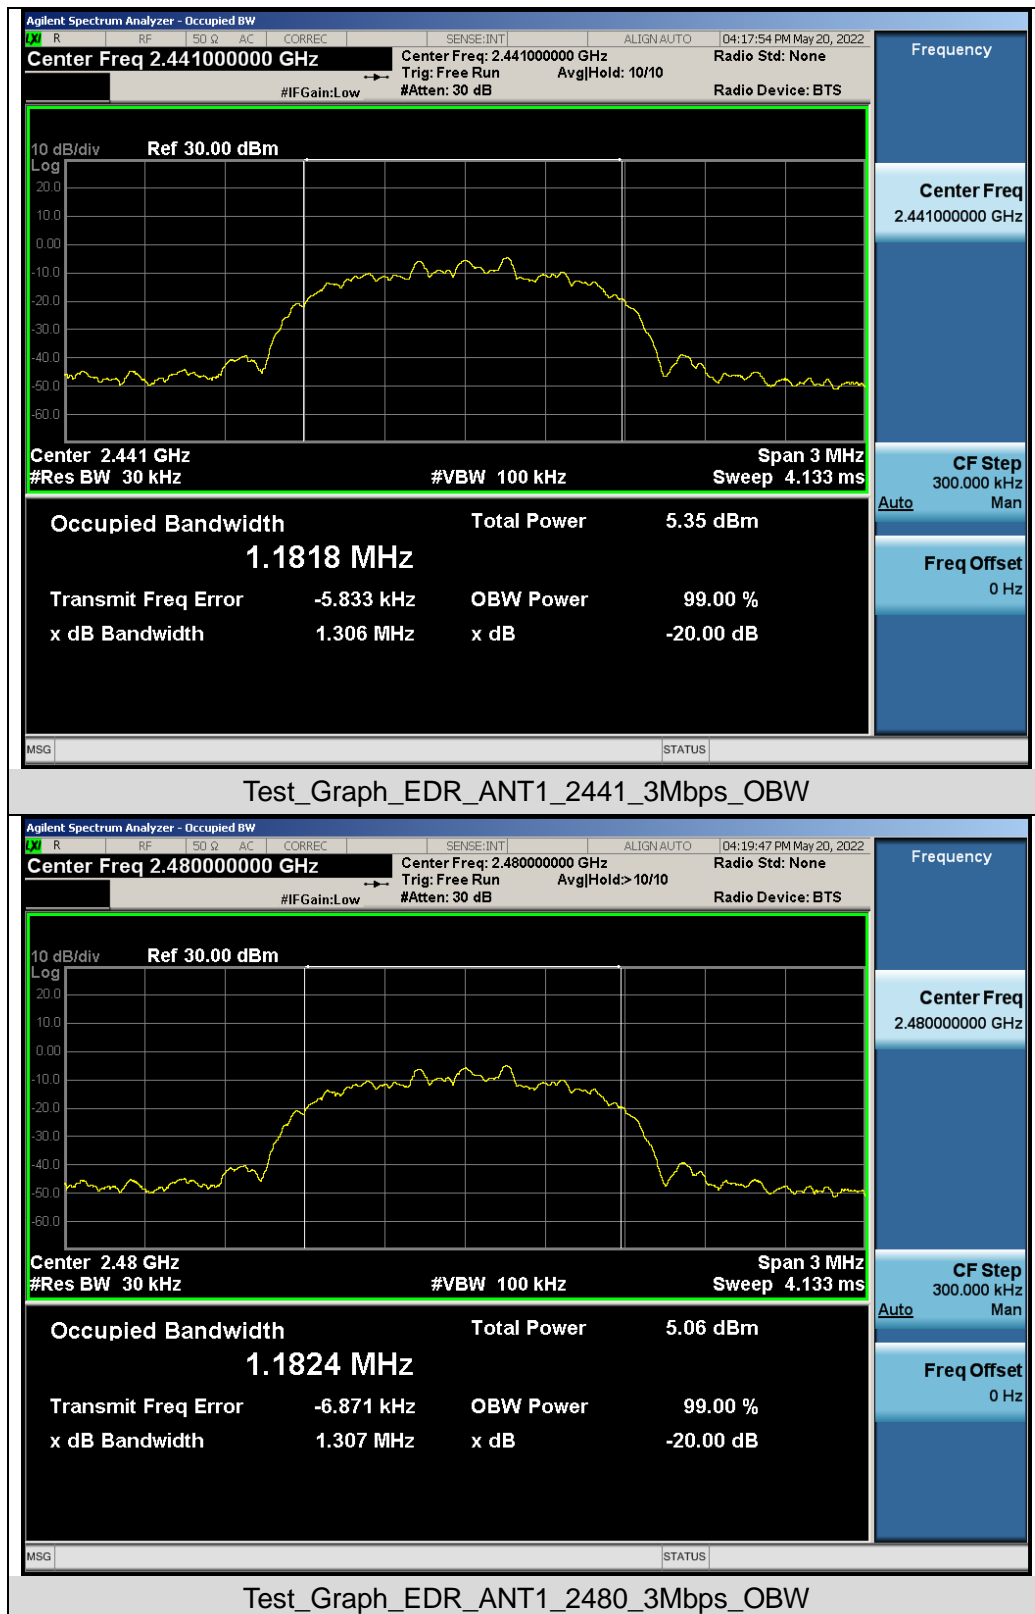 Agilent Spectrum Analyzer - Occupied BW
LXI R RF 50 Ω AC CORREC SENSE:INT ALIGN AUTO 04:17:54 PM May 20, 2022
Center Freq 2.441000000 GHz
Center Freq: 2.441000000 GHz
Radio Std: None
Trig: Free Run Avg|Hold: 10/10
#IFGain:Low #Atten: 30 dB Radio Device: BTS
Frequency
10 dB/div Ref 30.00 dBm
Log
20.0
10.0
0.00
-10.0
-20.0
-30.0
-40.0
-50.0
-60.0
Center 2.441 GHz Span 3 MHz
#Res BW 30 kHz #VBW 100 kHz Sweep 4.133 ms
Center Freq
2.441000000 GHz
CF Step
300.000 kHz
Auto Man
Freq Offset
0 Hz
Occupied Bandwidth Total Power 5.35 dBm
1.1818 MHz
Transmit Freq Error -5.833 kHz OBW Power 99.00 %
x dB Bandwidth 1.306 MHz x dB -20.00 dB
MSG STATUS
Test_Graph_EDR_ANT1_2441_3Mbps_OBW
Agilent Spectrum Analyzer - Occupied BW
LXI R RF 50 Ω AC CORREC SENSE:INT ALIGN AUTO 04:19:47 PM May 20, 2022
Center Freq 2.480000000 GHz
Center Freq: 2.480000000 GHz
Radio Std: None
Trig: Free Run Avg|Hold:>10/10
#IFGain:Low #Atten: 30 dB Radio Device: BTS
Frequency
10 dB/div Ref 30.00 dBm
Log
20.0
10.0
0.00
-10.0
-20.0
-30.0
-40.0
-50.0
-60.0
Center 2.48 GHz Span 3 MHz
#Res BW 30 kHz #VBW 100 kHz Sweep 4.133 ms
Center Freq
2.480000000 GHz
CF Step
300.000 kHz
Auto Man
Freq Offset
0 Hz
Occupied Bandwidth Total Power 5.06 dBm
1.1824 MHz
Transmit Freq Error -6.871 kHz OBW Power 99.00 %
x dB Bandwidth 1.307 MHz x dB -20.00 dB
MSG STATUS
Test_Graph_EDR_ANT1_2480_3Mbps_OBW